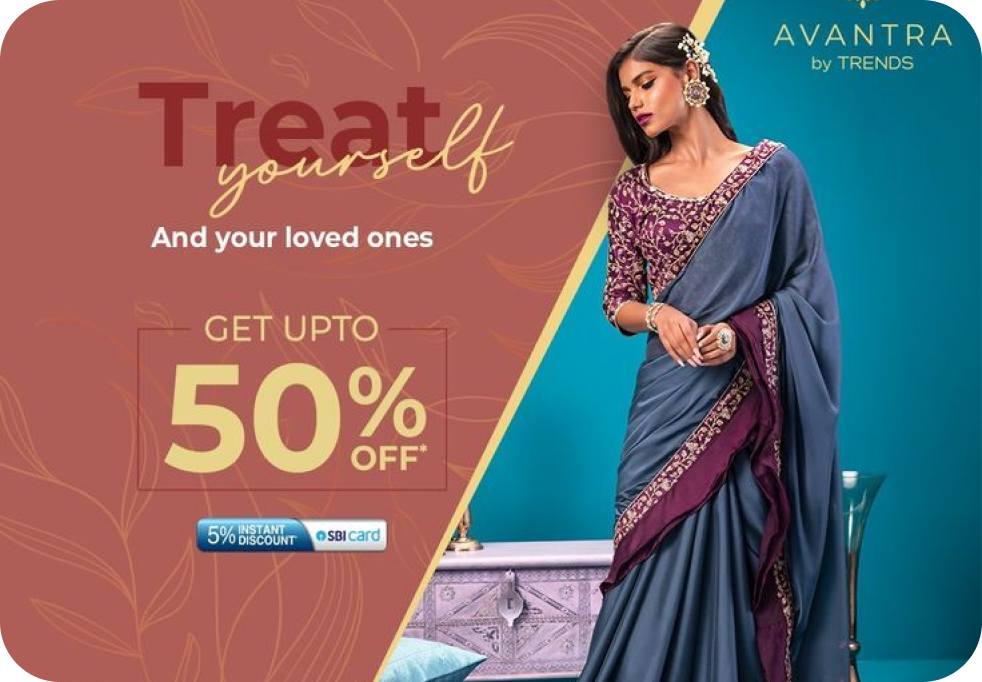 AVANTRA
by TRENDS
Treat
yourself
And your loved ones
GET UPTO
50%
OFF*
5% INSTANT
DISCOUNT
SBI card